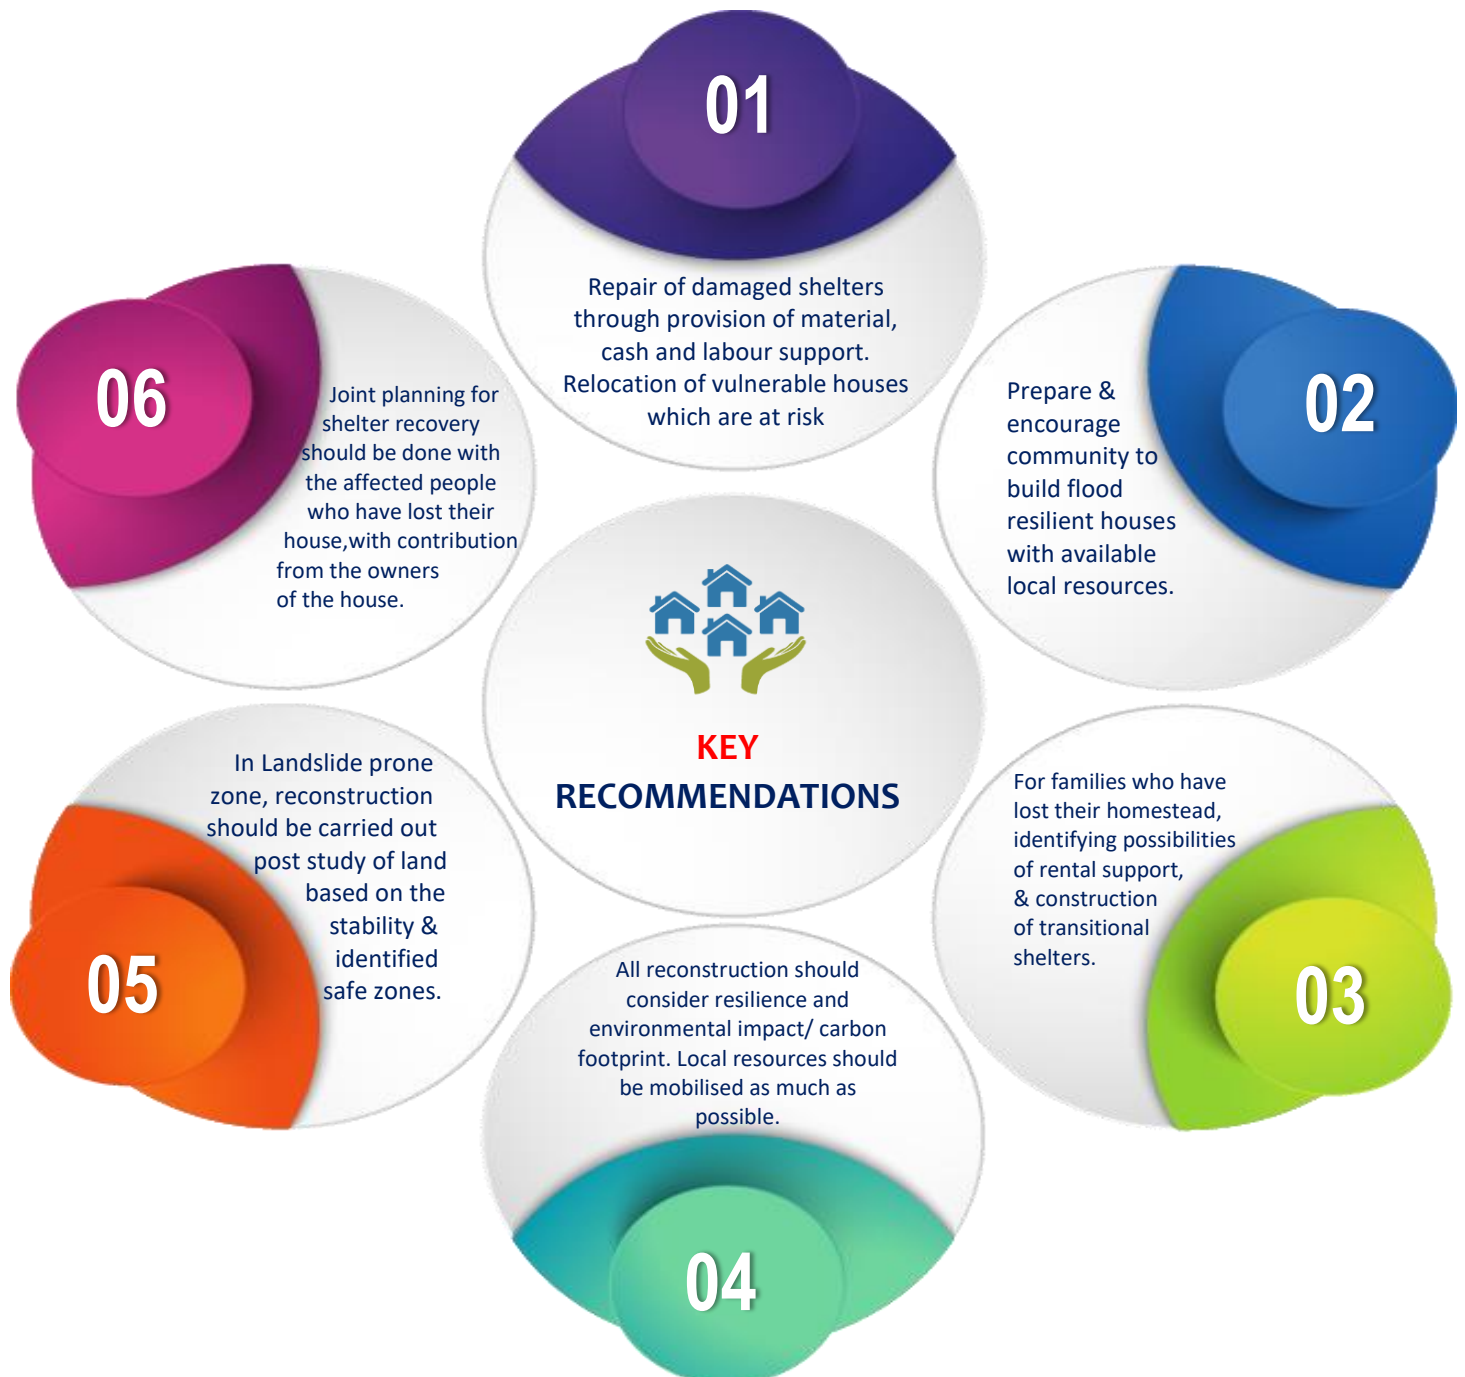 01
Repair of damaged shelters
through provision of material,
cash and labour support.
Relocation of vulnerable houses
which are at risk
02
Prepare &
encourage
community to
build flood
resilient houses
with available
local resources.
03
For families who have
lost their homestead,
identifying possibilities
of rental support,
& construction
of transitional
shelters.
04
All reconstruction should
consider resilience and
environmental impact/ carbon
footprint. Local resources should
be mobilised as much as
possible.
05
In Landslide prone
zone, reconstruction
should be carried out
post study of land
based on the
stability &
identified
safe zones.
06
Joint planning for
shelter recovery
should be done with
the affected people
who have lost their
house,with contribution
from the owners
of the house.
KEY
RECOMMENDATIONS